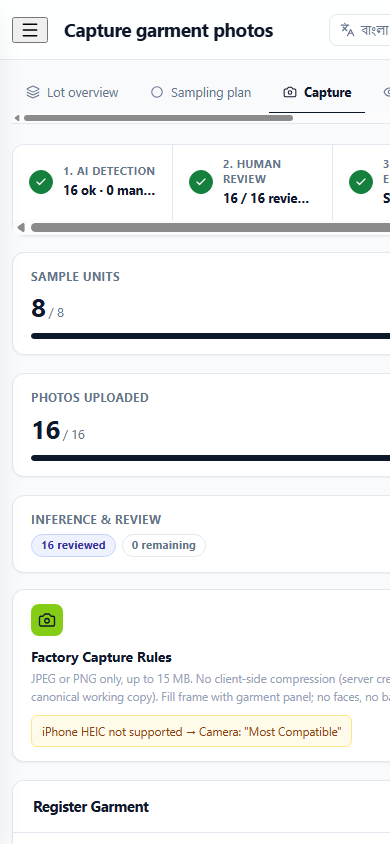 Capture garment photos
বাংলা
Lot overview
Sampling plan
Capture
1. AI DETECTION
16 ok · 0 man...
2. HUMAN
REVIEW
16 / 16 revie...
3
E
S
SAMPLE UNITS
8 / 8
PHOTOS UPLOADED
16 / 16
INFERENCE & REVIEW
16 reviewed
0 remaining
Factory Capture Rules
JPEG or PNG only, up to 15 MB. No client-side compression (server cre
canonical working copy). Fill frame with garment panel; no faces, no ba
iPhone HEIC not supported → Camera: "Most Compatible"
Register Garment